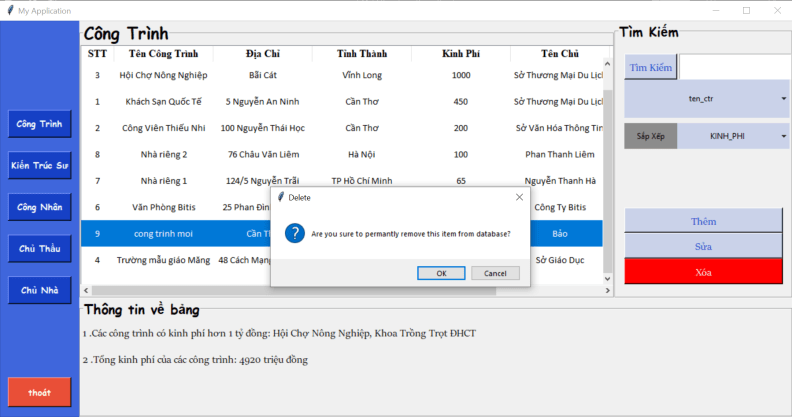 My Application
Công Trình
Tìm Kiếm
STT Tên Công Trình Địa Chỉ Tỉnh Thành Kinh Phí Tên Chủ
3 Hội Chợ Nông Nghiệp Bãi Cát Vĩnh Long 1000 Sở Thương Mại Du Lịch
1 Khách Sạn Quốc Tế 5 Nguyễn An Ninh Cần Thơ 450 Sở Thương Mại Du Lịch
2 Công Viên Thiếu Nhi 100 Nguyễn Thái Học Cần Thơ 200 Sở Văn Hóa Thông Tin
8 Nhà riêng 2 76 Châu Văn Liêm Hà Nội 100 Phan Thanh Liêm
7 Nhà riêng 1 124/5 Nguyễn Trãi TP Hồ Chí Minh 65 Nguyễn Thanh Hà
6 Văn Phòng Bitis 25 Phan Đìn Công Ty Bitis
9 cong trinh moi Cần Th Bảo
4 Trường mẫu giáo Măng 48 Cách Mạng Sở Giáo Dục
Công Trình
Kiến Trúc Sư
Công Nhân
Chủ Thầu
Chủ Nhà
thoát
Tìm Kiếm
ten_ctr
Sắp Xếp KINH_PHI
Thêm
Sửa
Xóa
Delete
Are you sure to permantly remove this item from database?
OK Cancel
Thông tin về bảng
1 .Các công trình có kinh phí hơn 1 tỷ đồng: Hội Chợ Nông Nghiệp, Khoa Trồng Trọt ĐHCT
2 .Tổng kinh phí của các công trình: 4920 triệu đồng